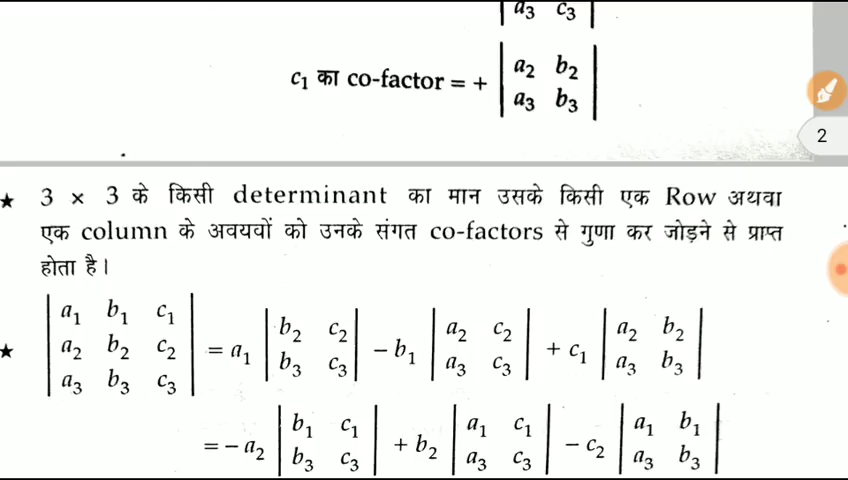 | a₃ c₃ |
c₁ का co-factor = + | a₂ b₂ |
| a₃ b₃ |
2
★ 3 × 3 के किसी determinant का मान उसके किसी एक Row अथवा
एक column के अवयवों को उनके संगत co-factors से गुणा कर जोड़ने से प्राप्त
होता है।
| a₁ b₁ c₁ |
★ | a₂ b₂ c₂ | = a₁ | b₂ c₂ | − b₁ | a₂ c₂ | + c₁ | a₂ b₂ |
| a₃ b₃ c₃ | | b₃ c₃ | | a₃ c₃ | | a₃ b₃ |
= − a₂ | b₁ c₁ | + b₂ | a₁ c₁ | − c₂ | a₁ b₁ |
| b₃ c₃ | | a₃ c₃ | | a₃ b₃ |